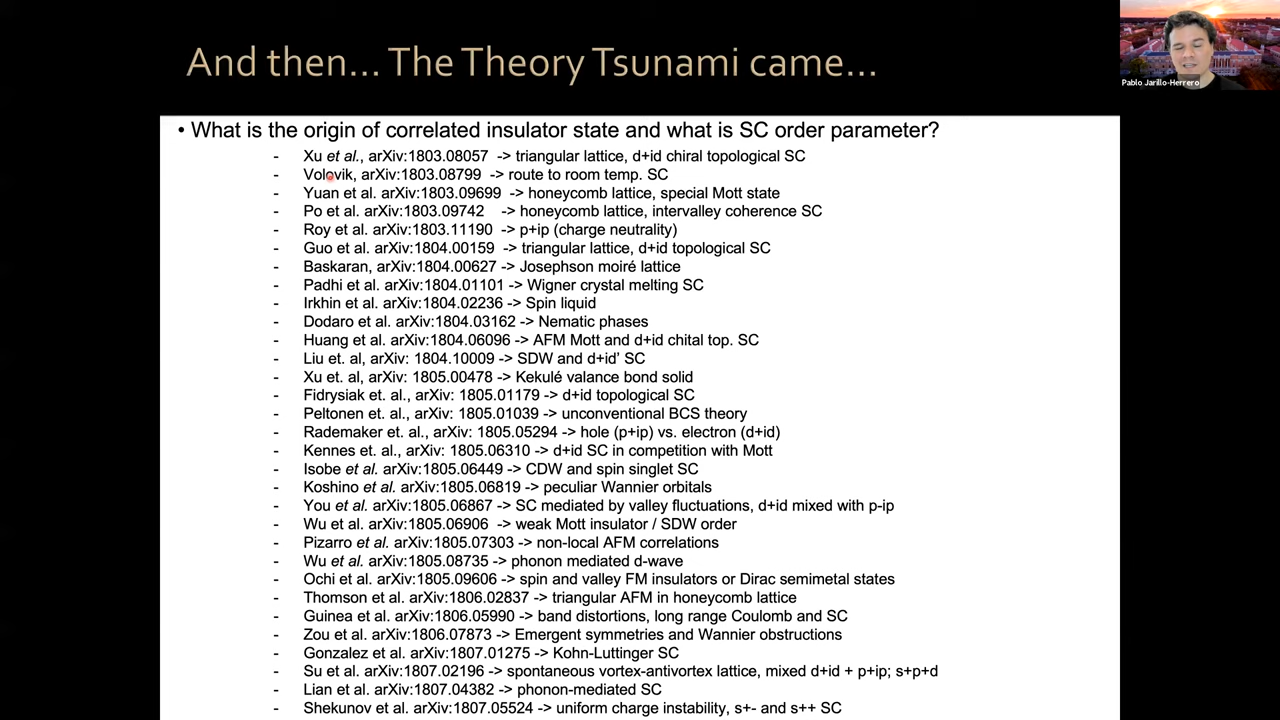 And then... The Theory Tsunami came...
Pablo Jarillo-Herrero
• What is the origin of correlated insulator state and what is SC order parameter?
- Xu et al., arXiv:1803.08057 -> triangular lattice, d+id chiral topological SC
- Volovik, arXiv:1803.08799 -> route to room temp. SC
- Yuan et al. arXiv:1803.09699 -> honeycomb lattice, special Mott state
- Po et al. arXiv:1803.09742 -> honeycomb lattice, intervalley coherence SC
- Roy et al. arXiv:1803.11190 -> p+ip (charge neutrality)
- Guo et al. arXiv:1804.00159 -> triangular lattice, d+id topological SC
- Baskaran, arXiv:1804.00627 -> Josephson moiré lattice
- Padhi et al. arXiv:1804.01101 -> Wigner crystal melting SC
- Irkhin et al. arXiv:1804.02236 -> Spin liquid
- Dodaro et al. arXiv:1804.03162 -> Nematic phases
- Huang et al. arXiv:1804.06096 -> AFM Mott and d+id chital top. SC
- Liu et. al, arXiv: 1804.10009 -> SDW and d+id' SC
- Xu et. al, arXiv: 1805.00478 -> Kekulé valance bond solid
- Fidrysiak et. al., arXiv: 1805.01179 -> d+id topological SC
- Peltonen et. al., arXiv: 1805.01039 -> unconventional BCS theory
- Rademaker et. al., arXiv: 1805.05294 -> hole (p+ip) vs. electron (d+id)
- Kennes et. al., arXiv: 1805.06310 -> d+id SC in competition with Mott
- Isobe et al. arXiv:1805.06449 -> CDW and spin singlet SC
- Koshino et al. arXiv:1805.06819 -> peculiar Wannier orbitals
- You et al. arXiv:1805.06867 -> SC mediated by valley fluctuations, d+id mixed with p-ip
- Wu et al. arXiv:1805.06906 -> weak Mott insulator / SDW order
- Pizarro et al. arXiv:1805.07303 -> non-local AFM correlations
- Wu et al. arXiv:1805.08735 -> phonon mediated d-wave
- Ochi et al. arXiv:1805.09606 -> spin and valley FM insulators or Dirac semimetal states
- Thomson et al. arXiv:1806.02837 -> triangular AFM in honeycomb lattice
- Guinea et al. arXiv:1806.05990 -> band distortions, long range Coulomb and SC
- Zou et al. arXiv:1806.07873 -> Emergent symmetries and Wannier obstructions
- Gonzalez et al. arXiv:1807.01275 -> Kohn-Luttinger SC
- Su et al. arXiv:1807.02196 -> spontaneous vortex-antivortex lattice, mixed d+id + p+ip; s+p+d
- Lian et al. arXiv:1807.04382 -> phonon-mediated SC
- Shekunov et al. arXiv:1807.05524 -> uniform charge instability, s+- and s++ SC